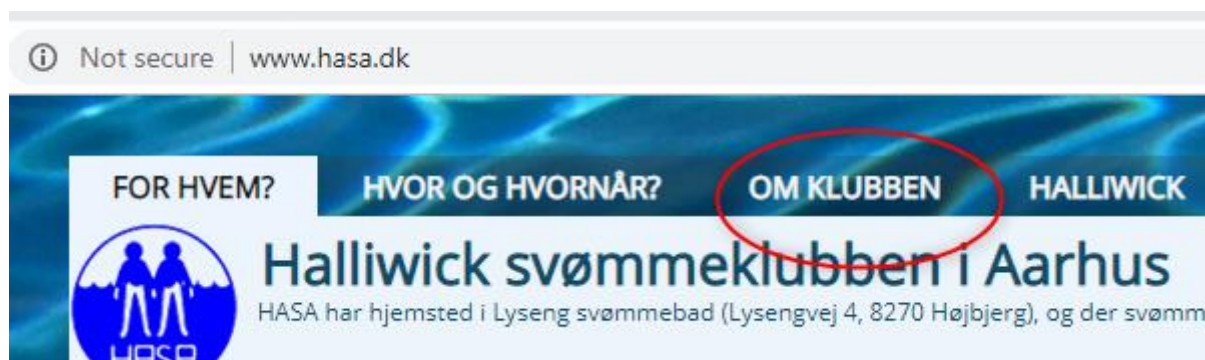 Not secure | www.hasa.dk
FOR HVEM? HVOR OG HVORNÅR? OM KLUBBEN HALLIWICK
Halliwick svømmeklubben i Aarhus
HASA har hjemsted i Lyseng svømmebad (Lysengvej 4, 8270 Højbjerg), og der svømm
HASA